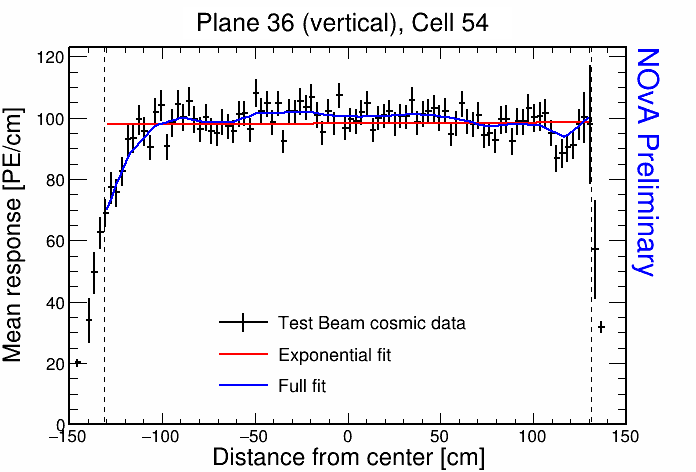 Plane 36 (vertical), Cell 54
Mean response [PE/cm]
120
100
80
60
40
20
0
−150
−100
−50
0
50
100
150
Distance from center [cm]
Test Beam cosmic data
Exponential fit
Full fit
NOvA Preliminary